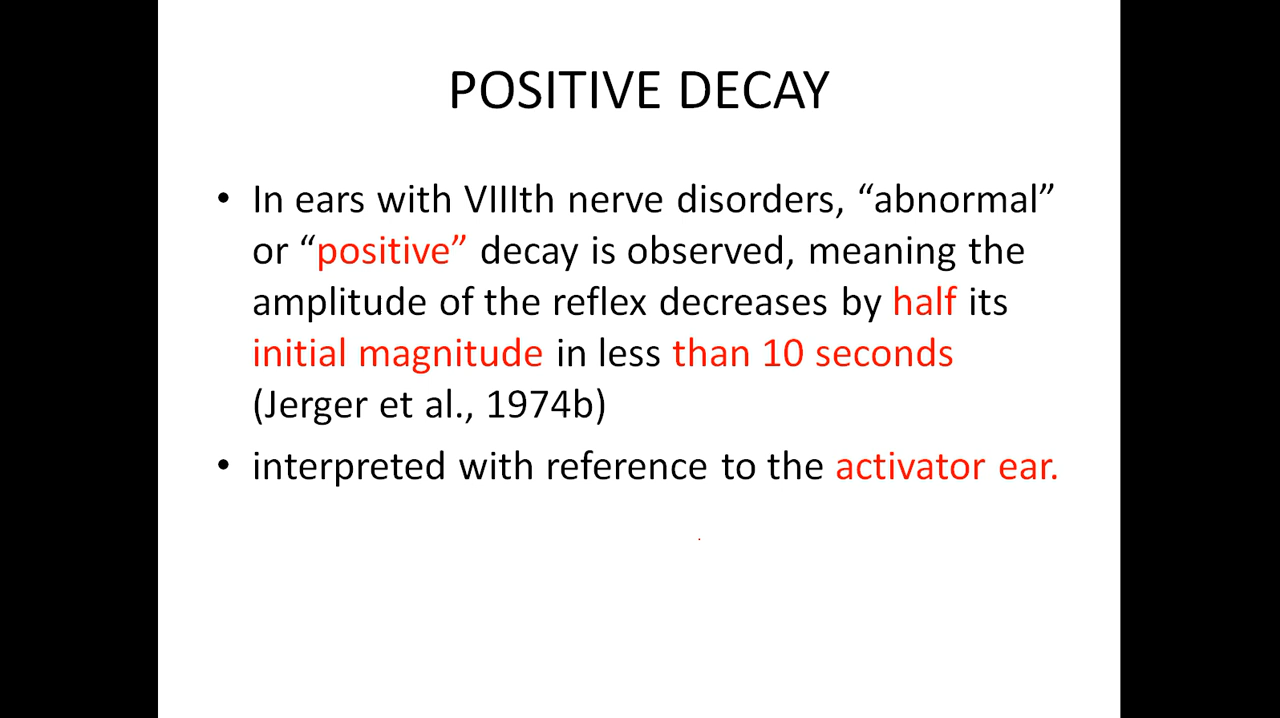 POSITIVE DECAY
• In ears with VIIIth nerve disorders, “abnormal”
or “positive” decay is observed, meaning the
amplitude of the reflex decreases by half its
initial magnitude in less than 10 seconds
(Jerger et al., 1974b)
• interpreted with reference to the activator ear.